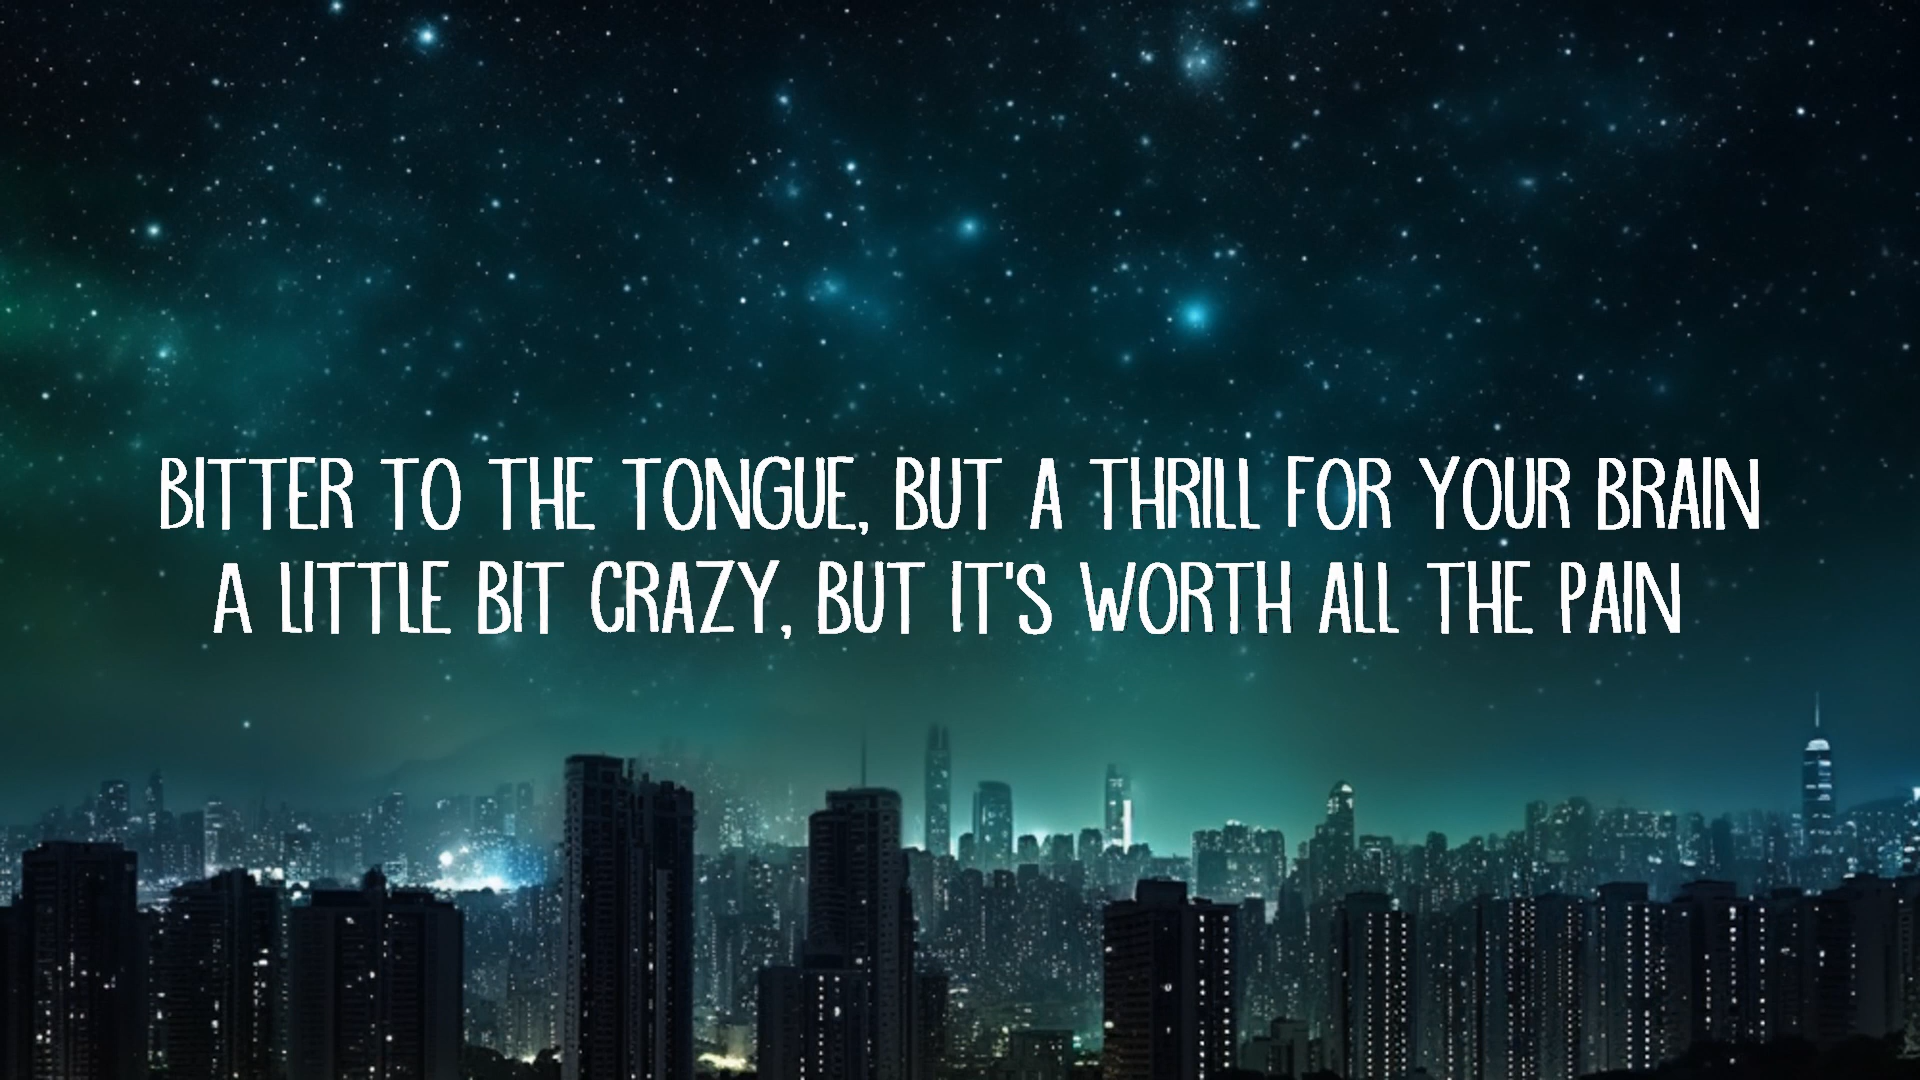 BITTER TO THE TONGUE, BUT A THRILL FOR YOUR BRAIN
A LITTLE BIT CRAZY, BUT IT'S WORTH ALL THE PAIN